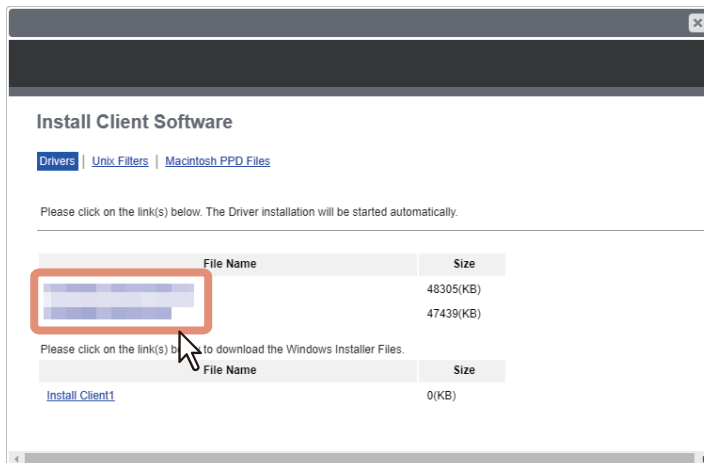 Install Client Software
Drivers | Unix Filters | Macintosh PPD Files
Please click on the link(s) below. The Driver installation will be started automatically.
File Name Size
48305(KB)
47439(KB)
Please click on the link(s) to download the Windows Installer Files.
File Name Size
Install Client1 0(KB)